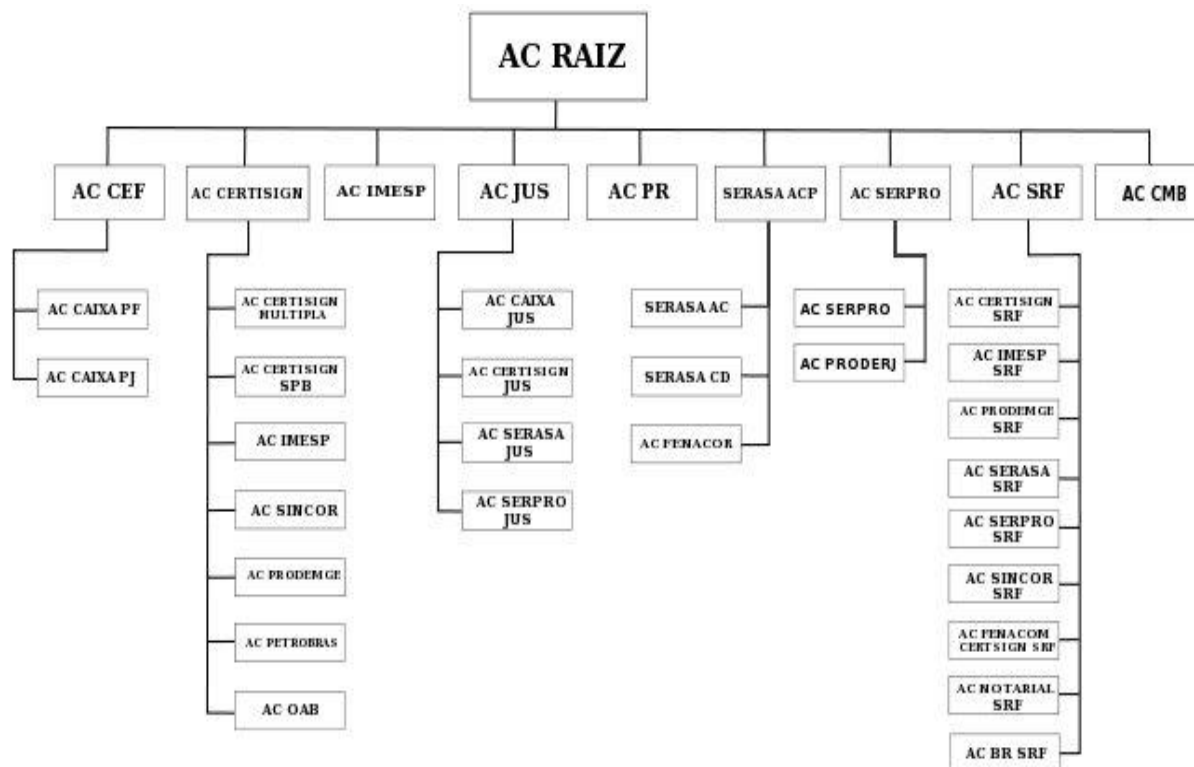 AC RAIZ
AC CEF
AC CERTISIGN
AC IMESP
AC JUS
AC PR
SERASA ACP
AC SERPRO
AC SRF
AC CMB
AC CAIXA PF
AC CAIXA PJ
AC CERTISIGN
MULTIPLA
AC CERTISIGN
SPB
AC IMESP
AC SINCOR
AC PRODEMGE
AC PETROBRAS
AC OAB
AC CAIXA
JUS
AC CERTISIGN
JUS
AC SERASA
JUS
AC SERPRO
JUS
SERASA AC
SERASA CD
AC FENACOR
AC SERPRO
AC PRODERJ
AC CERTISIGN
SRF
AC IMESP
SRF
AC PRODEMGE
SRF
AC SERASA
SRF
AC SERPRO
SRF
AC SINCOR
SRF
AC FENACOM
CERTSIGN SRF
AC NOTARIAL
SRF
AC BR SRF